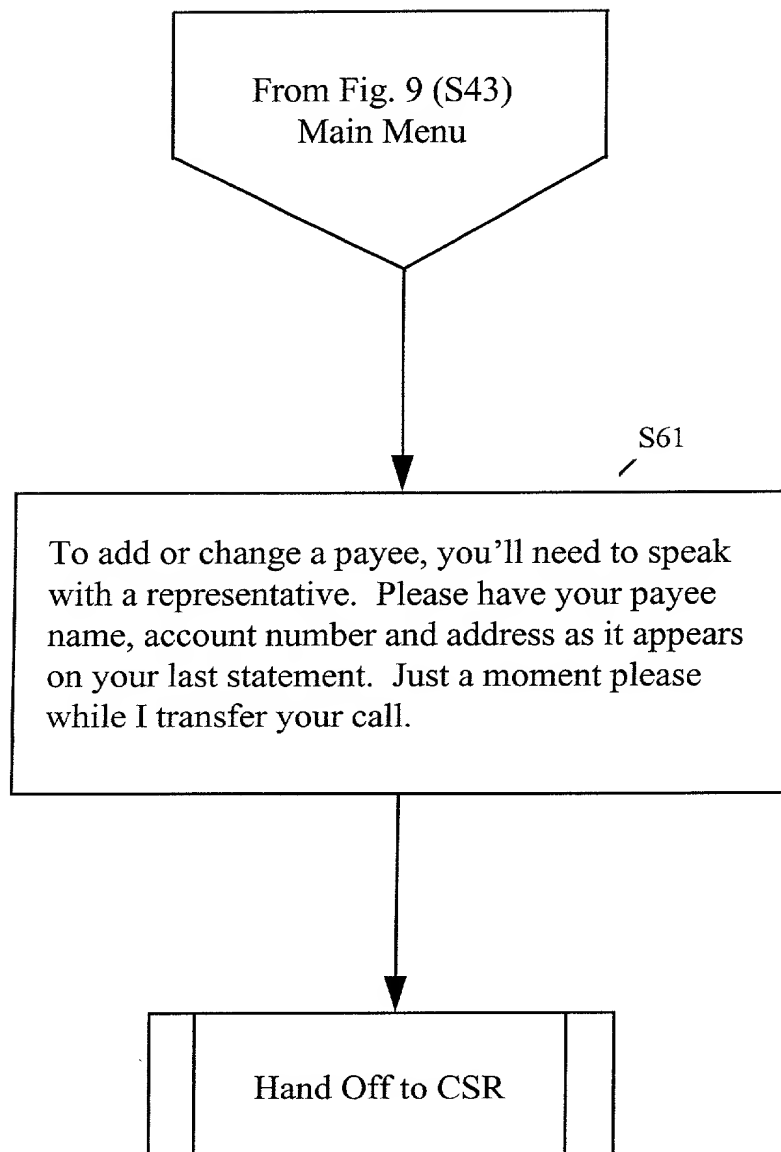 From Fig. 9 (S43)
Main Menu
S61
To add or change a payee, you’ll need to speak
with a representative.  Please have your payee
name, account number and address as it appears
on your last statement.  Just a moment please
while I transfer your call.
Hand Off to CSR